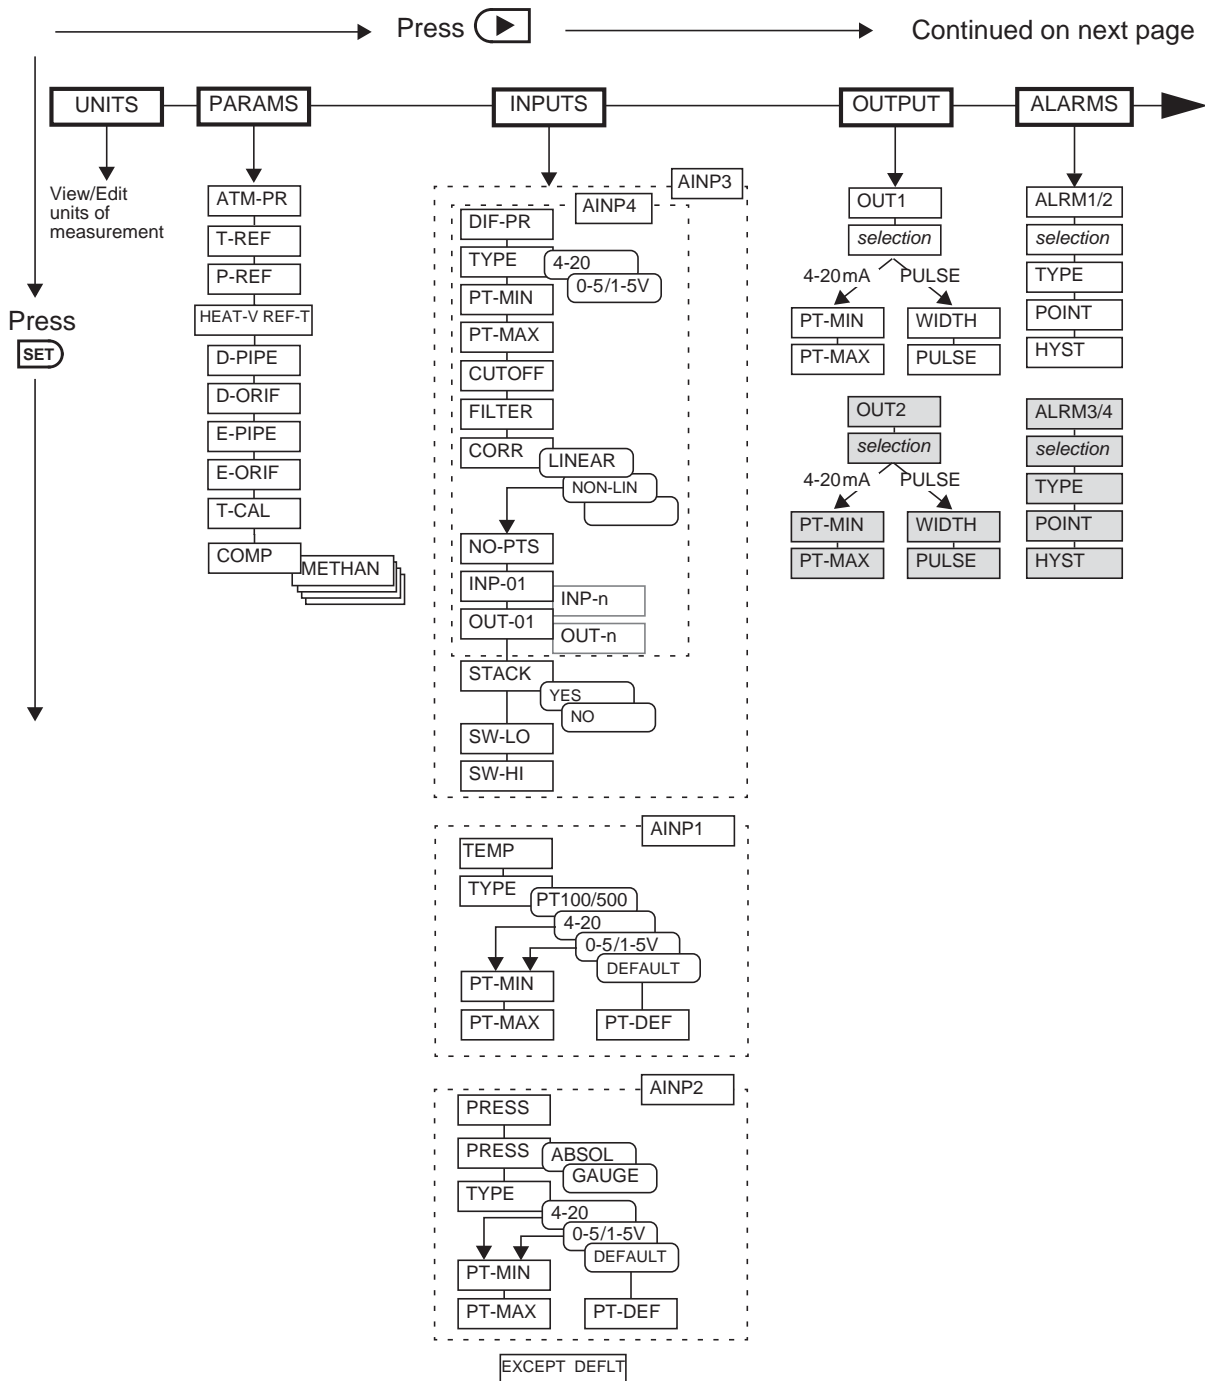 Press
Continued on next page
Press
SET
UNITS
View/Edit
units of
measurement
PARAMS
ATM-PR
T-REF
P-REF
HEAT-V REF-T
D-PIPE
D-ORIF
E-PIPE
E-ORIF
T-CAL
COMP
METHAN
INPUTS
AINP3
AINP4
DIF-PR
TYPE
4-20
0-5/1-5V
PT-MIN
PT-MAX
CUTOFF
FILTER
CORR
LINEAR
NON-LIN
NO-PTS
INP-01
INP-n
OUT-01
OUT-n
STACK
YES
NO
SW-LO
SW-HI
AINP1
TEMP
TYPE
PT100/500
4-20
0-5/1-5V
DEFAULT
PT-MIN
PT-MAX
PT-DEF
AINP2
PRESS
PRESS
ABSOL
GAUGE
TYPE
4-20
0-5/1-5V
DEFAULT
PT-MIN
PT-MAX
PT-DEF
EXCEPT DEFLT
OUTPUT
OUT1
selection
4-20mA PULSE
PT-MIN WIDTH
PT-MAX PULSE
OUT2
selection
4-20mA PULSE
PT-MIN WIDTH
PT-MAX PULSE
ALARMS
ALRM1/2
selection
TYPE
POINT
HYST
ALRM3/4
selection
TYPE
POINT
HYST